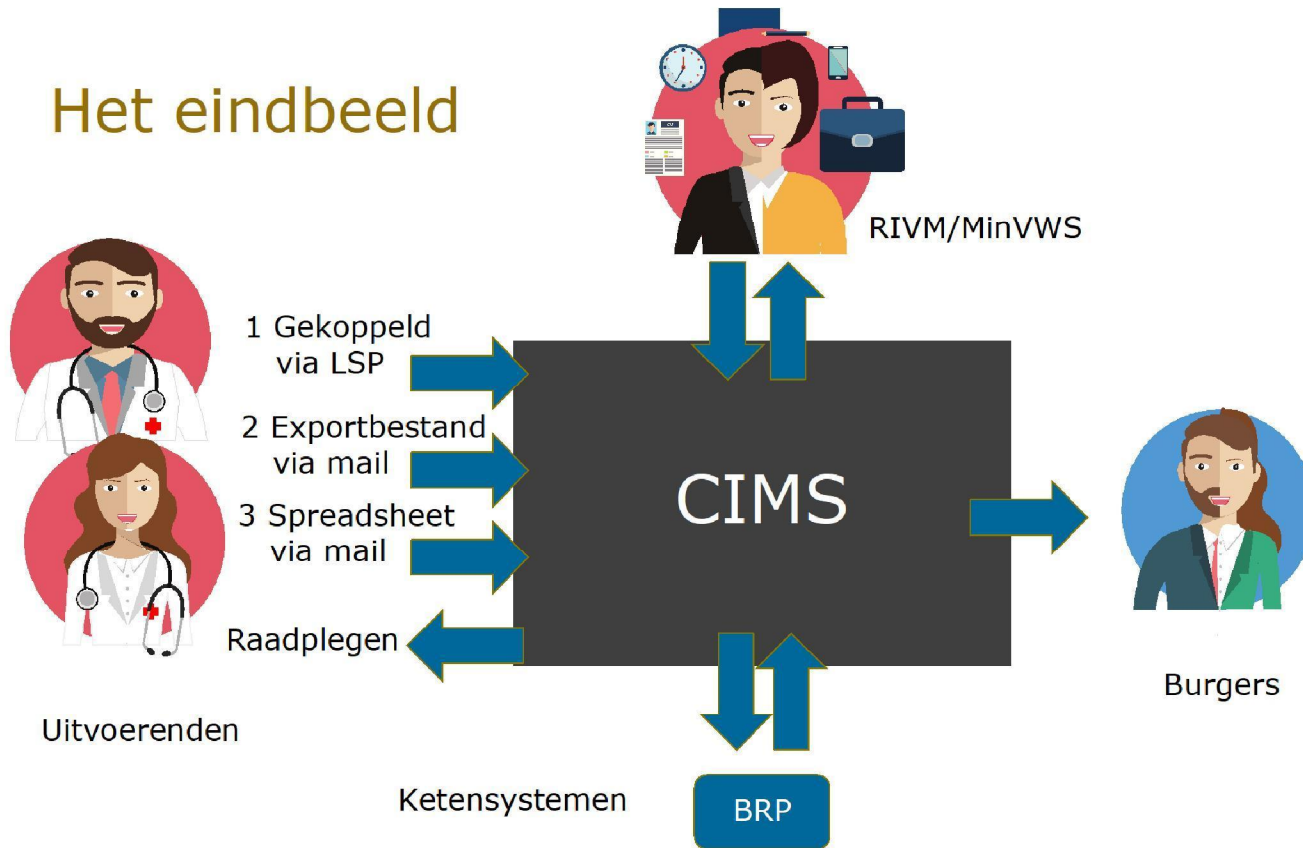 Het eindbeeld
RIVM/MinVWS
1 Gekoppeld
via LSP
2 Exportbestand
via mail
3 Spreadsheet
via mail
Raadplegen
CIMS
Uitvoerenden
Burgers
Ketensystemen
BRP